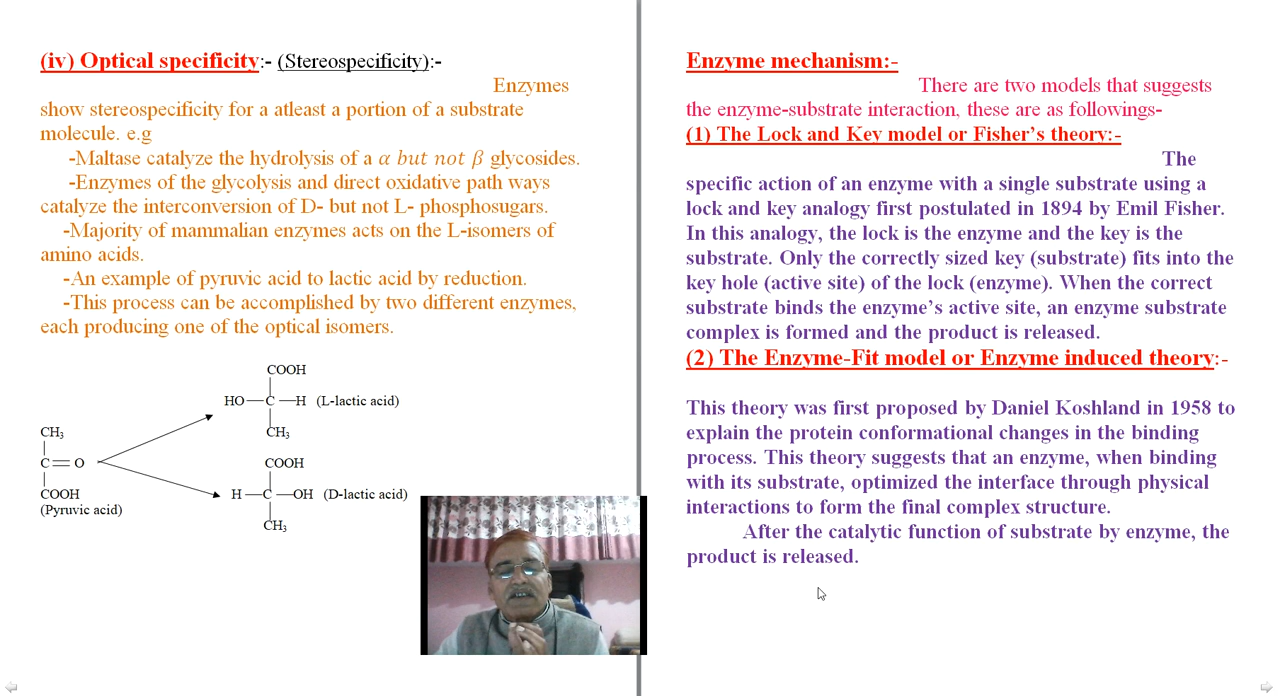 (iv) Optical specificity:- (Stereospecificity):-
Enzymes
show stereospecificity for a atleast a portion of a substrate
molecule. e.g
-Maltase catalyze the hydrolysis of a α but not β glycosides.
-Enzymes of the glycolysis and direct oxidative path ways
catalyze the interconversion of D- but not L- phosphosugars.
-Majority of mammalian enzymes acts on the L-isomers of
amino acids.
-An example of pyruvic acid to lactic acid by reduction.
-This process can be accomplished by two different enzymes,
each producing one of the optical isomers.
COOH
HO—C—H (L-lactic acid)
CH₃
CH₃
C=O
COOH
(Pyruvic acid)
COOH
H—C—OH (D-lactic acid)
CH₃
Enzyme mechanism:-
There are two models that suggests
the enzyme-substrate interaction, these are as followings-
(1) The Lock and Key model or Fisher's theory:-
The
specific action of an enzyme with a single substrate using a
lock and key analogy first postulated in 1894 by Emil Fisher.
In this analogy, the lock is the enzyme and the key is the
substrate. Only the correctly sized key (substrate) fits into the
key hole (active site) of the lock (enzyme). When the correct
substrate binds the enzyme's active site, an enzyme substrate
complex is formed and the product is released.
(2) The Enzyme-Fit model or Enzyme induced theory:-
This theory was first proposed by Daniel Koshland in 1958 to
explain the protein conformational changes in the binding
process. This theory suggests that an enzyme, when binding
with its substrate, optimized the interface through physical
interactions to form the final complex structure.
After the catalytic function of substrate by enzyme, the
product is released.